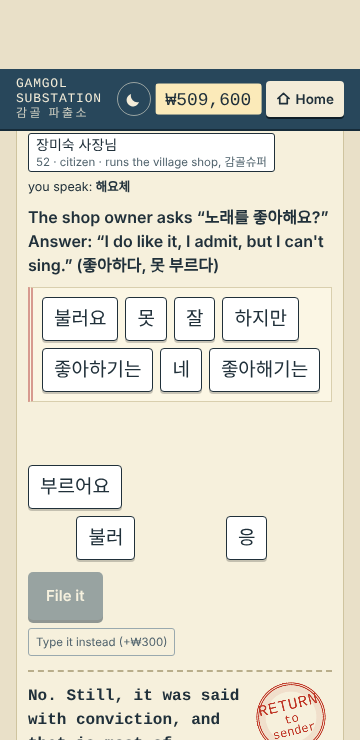 GAMGOL
SUBSTATION
감골 파출소
₩509,600
Home
장미숙 사장님
52 · citizen · runs the village shop, 감골슈퍼
you speak: 해요체
The shop owner asks “노래를 좋아해요?”
Answer: “I do like it, I admit, but I can't
sing.” (좋아하다, 못 부르다)
불러요 못 잘 하지만
좋아하기는 네 좋아해기는
부르어요
불러 응
File it
Type it instead (+₩300)
No. Still, it was said
with conviction, and
that is most of
RETURN
to
clerk